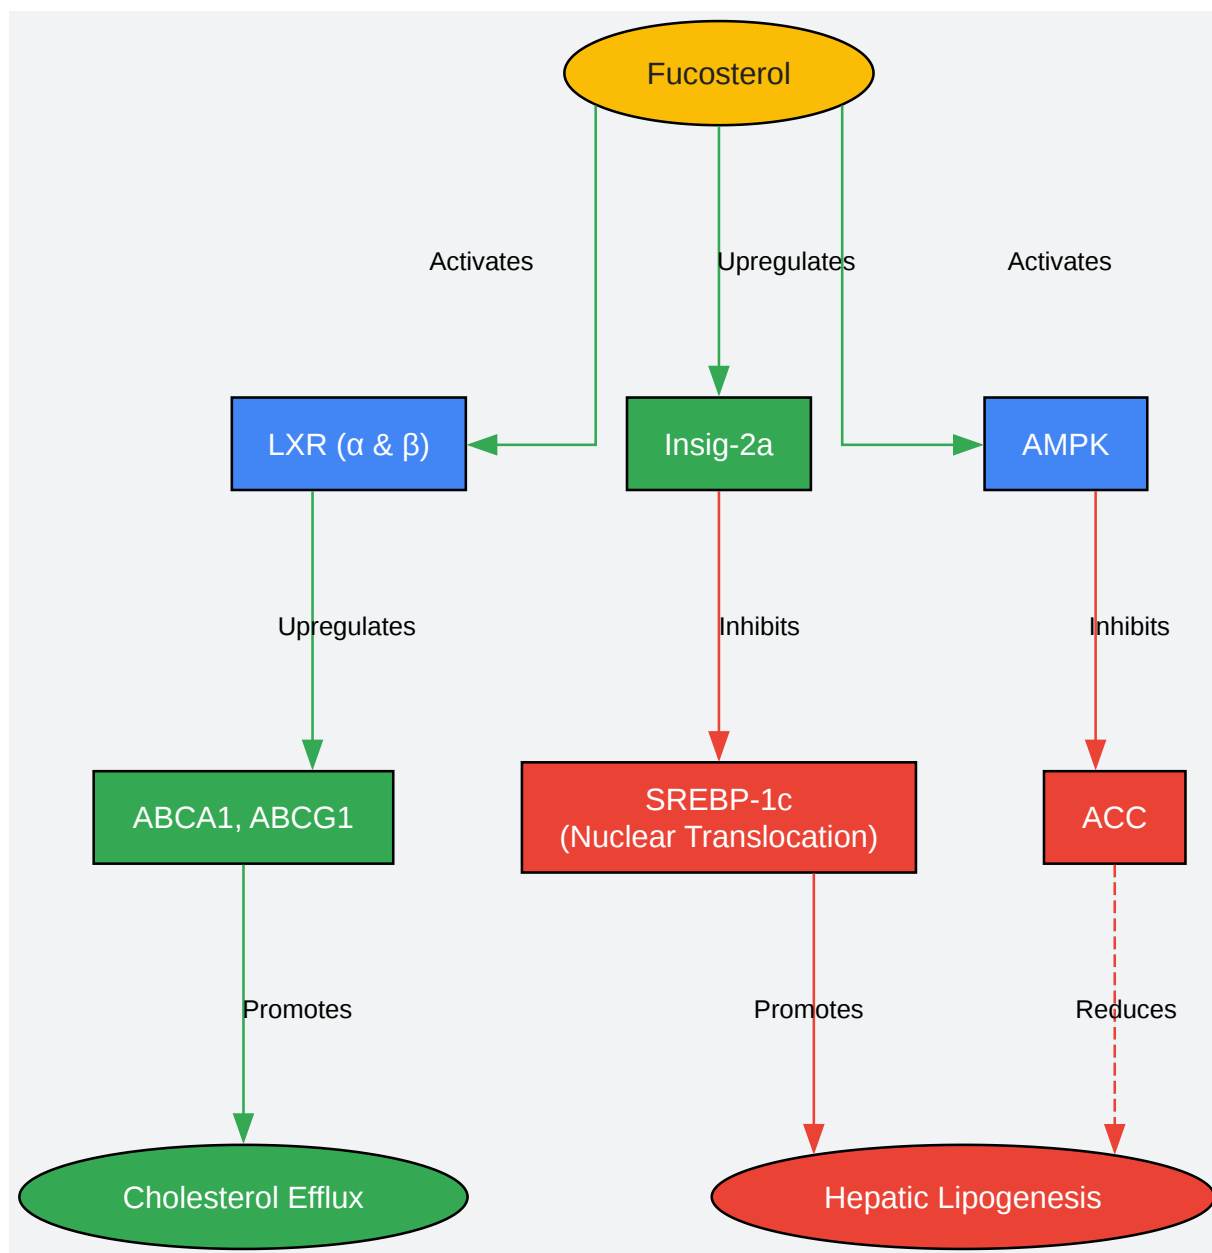 Fucosterol
Activates
Upregulates
Activates
LXR (α & β)
Insig-2a
AMPK
Upregulates
Inhibits
Inhibits
ABCA1, ABCG1
SREBP-1c
(Nuclear Translocation)
ACC
Promotes
Promotes
Reduces
Cholesterol Efflux
Hepatic Lipogenesis